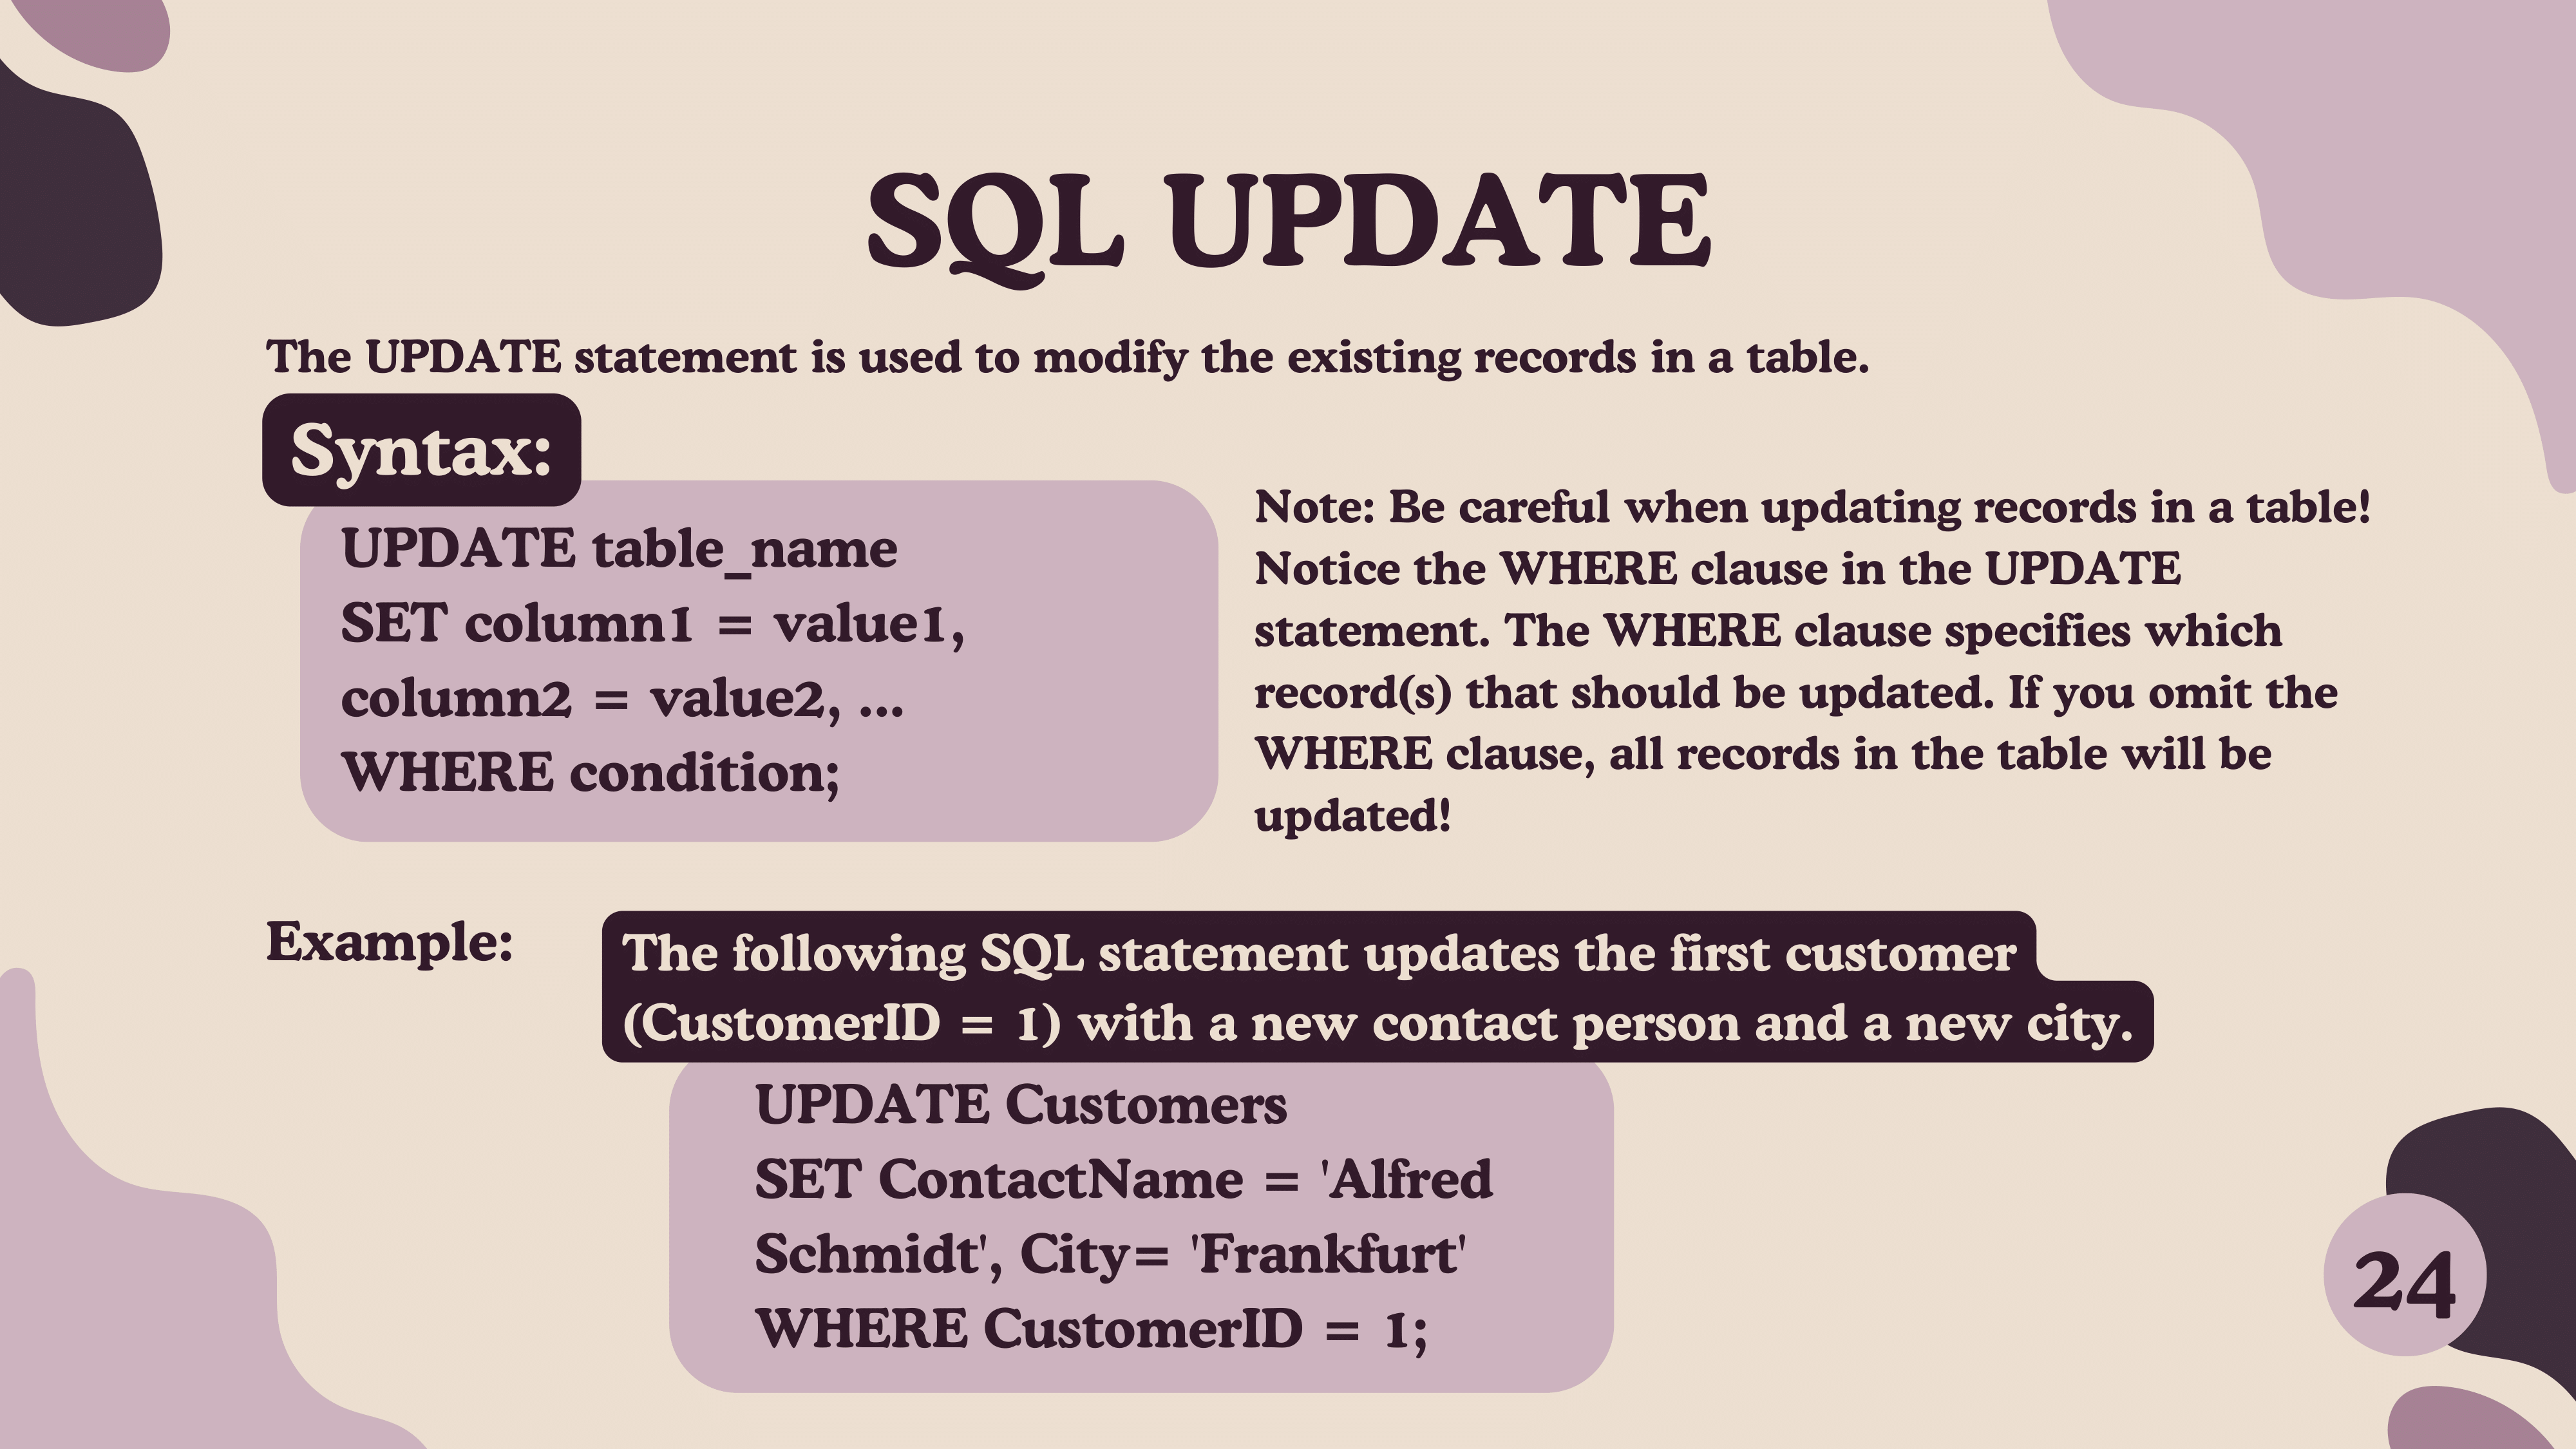 SQL UPDATE
The UPDATE statement is used to modify the existing records in a table.
Syntax:
UPDATE table_name
SET column1 = value1,
column2 = value2, ...
WHERE condition;
Note: Be careful when updating records in a table!
Notice the WHERE clause in the UPDATE
statement. The WHERE clause specifies which
record(s) that should be updated. If you omit the
WHERE clause, all records in the table will be
updated!
Example:
The following SQL statement updates the first customer
(CustomerID = 1) with a new contact person and a new city.
UPDATE Customers
SET ContactName = 'Alfred
Schmidt', City= 'Frankfurt'
WHERE CustomerID = 1;
24